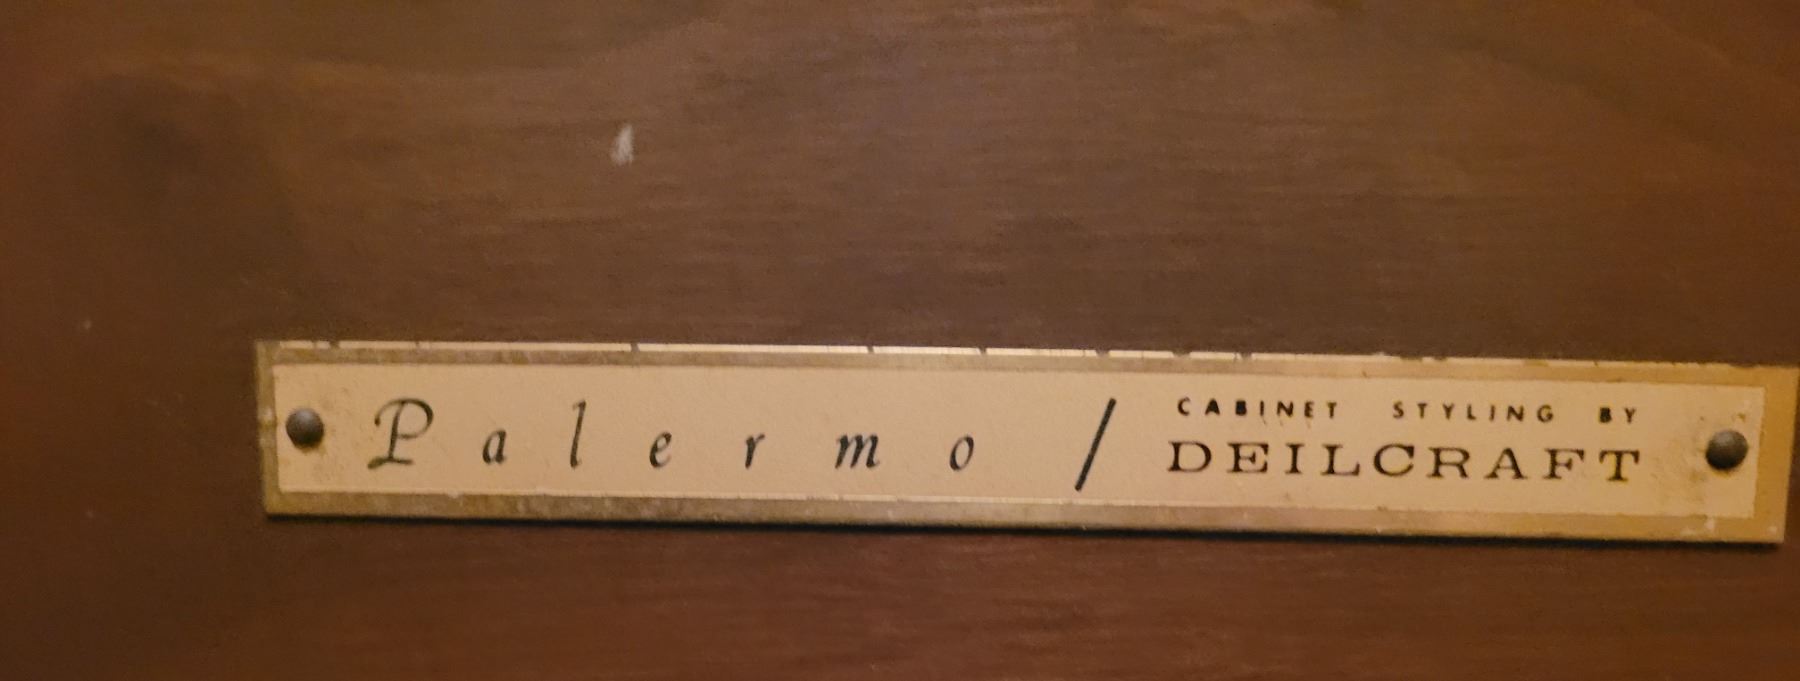 Palermo /
CABINET STYLING BY
DEILCRAFT